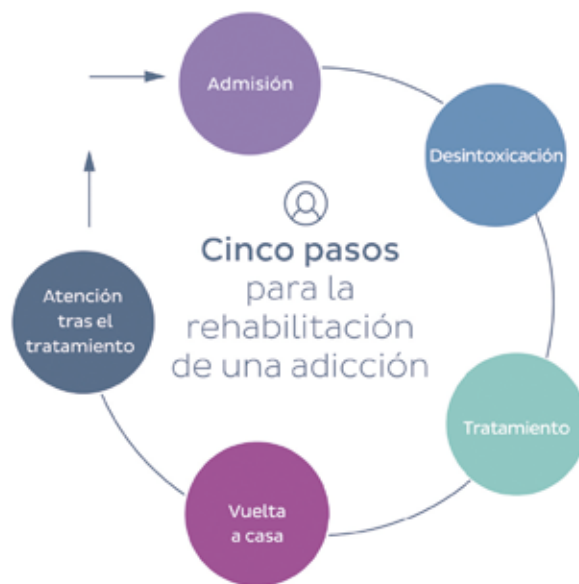 Admisión
Desintoxicación
Cinco pasos
para la
rehabilitación
de una adicción
Atención
tras el
tratamiento
Tratamiento
Vuelta
a casa